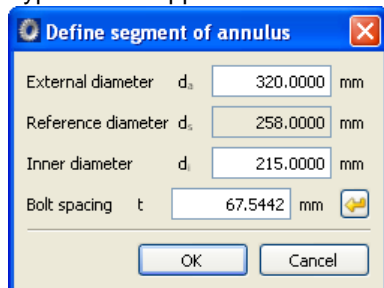 Define segment of annulus
External diameter dₐ 320.0000 mm
Reference diameter dₛ 258.0000 mm
Inner diameter dᵢ 215.0000 mm
Bolt spacing t 67.5442 mm
OK Cancel